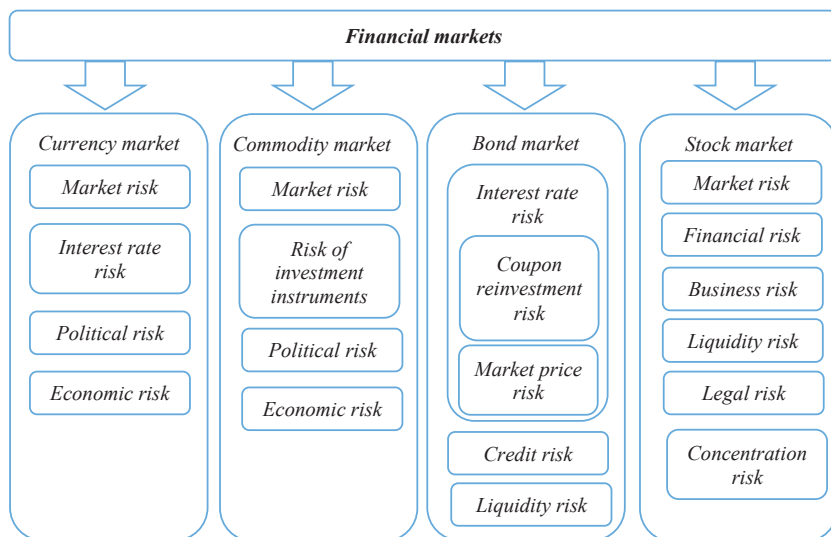 Financial markets
Currency market
Market risk
Interest rate
risk
Political risk
Economic risk
Commodity market
Market risk
Risk of
investment
instruments
Political risk
Economic risk
Bond market
Interest rate
risk
Coupon
reinvestment
risk
Market price
risk
Credit risk
Liquidity risk
Stock market
Market risk
Financial risk
Business risk
Liquidity risk
Legal risk
Concentration
risk